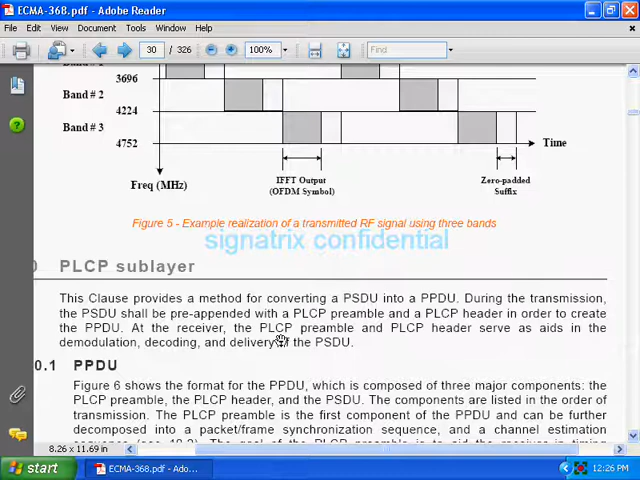 ECMA-368.pdf - Adobe Reader
File Edit View Document Tools Window Help
30 / 326 100% Find
3696
Band # 2
4224
Band # 3
4752 Time
Freq (MHz)
IFFT Output
(OFDM Symbol)
Zero-padded
Suffix
Figure 5 - Example realization of a transmitted RF signal using three bands
signatrix confidential
0 PLCP sublayer
This Clause provides a method for converting a PSDU into a PPDU. During the transmission,
the PSDU shall be pre-appended with a PLCP preamble and a PLCP header in order to create
the PPDU. At the receiver, the PLCP preamble and PLCP header serve as aids in the
demodulation, decoding, and delivery of the PSDU.
0.1 PPDU
Figure 6 shows the format for the PPDU, which is composed of three major components: the
PLCP preamble, the PLCP header, and the PSDU. The components are listed in the order of
transmission. The PLCP preamble is the first component of the PPDU and can be further
decomposed into a packet/frame synchronization sequence, and a channel estimation
8.26 x 11.69 in
start ECMA-368.pdf - Ado... 12:26 PM